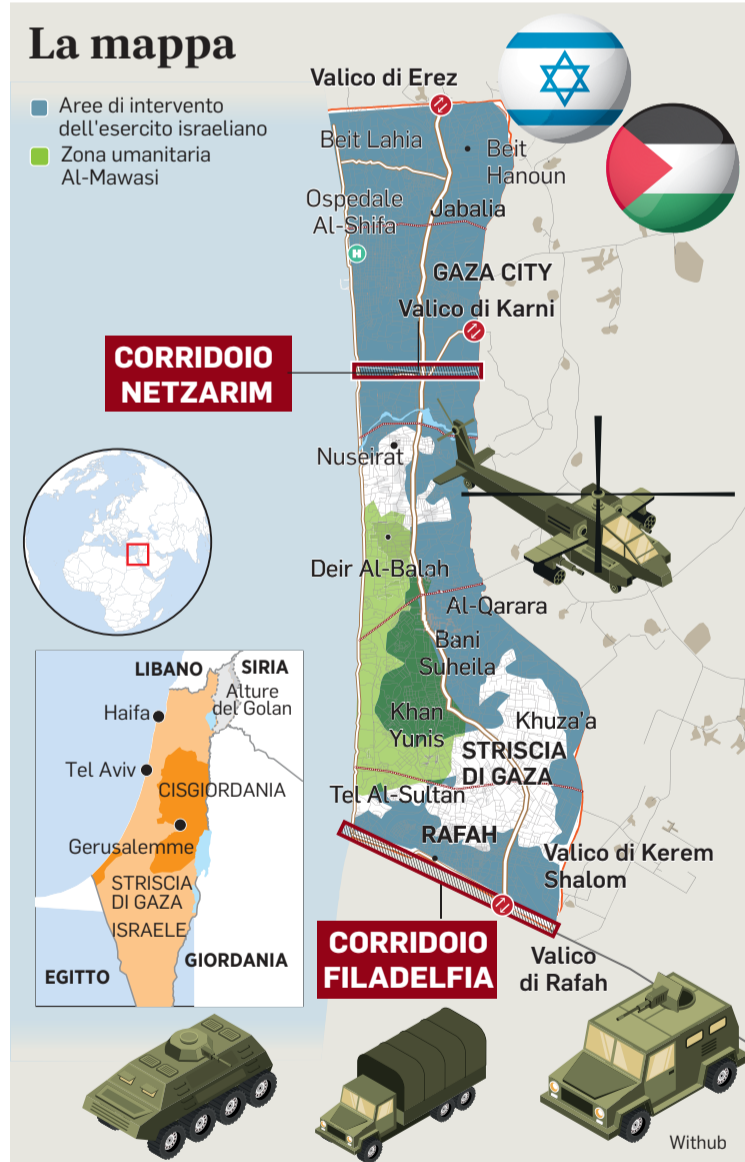 La mappa
Aree di intervento
dell'esercito israeliano
Zona umanitaria
Al-Mawasi
Valico di Erez
Beit Lahia
Beit
Hanoun
Ospedale
Al-Shifa
Jabalia
H
GAZA CITY
Valico di Karni
CORRIDOIO
NETZARIM
Nuseirat
Deir Al-Balah
Al-Qarara
Bani
Suheila
Khan
Yunis
Khuza'a
STRISCIA
DI GAZA
Tel Al-Sultan
RAFAH
Valico di Kerem
Shalom
CORRIDOIO
FILADELFIA
Valico
di Rafah
LIBANO
SIRIA
Alture
del Golan
Haifa
Tel Aviv
CISGIORDANIA
Gerusalemme
STRISCIA
DI GAZA
ISRAELE
GIORDANIA
EGITTO
Withub